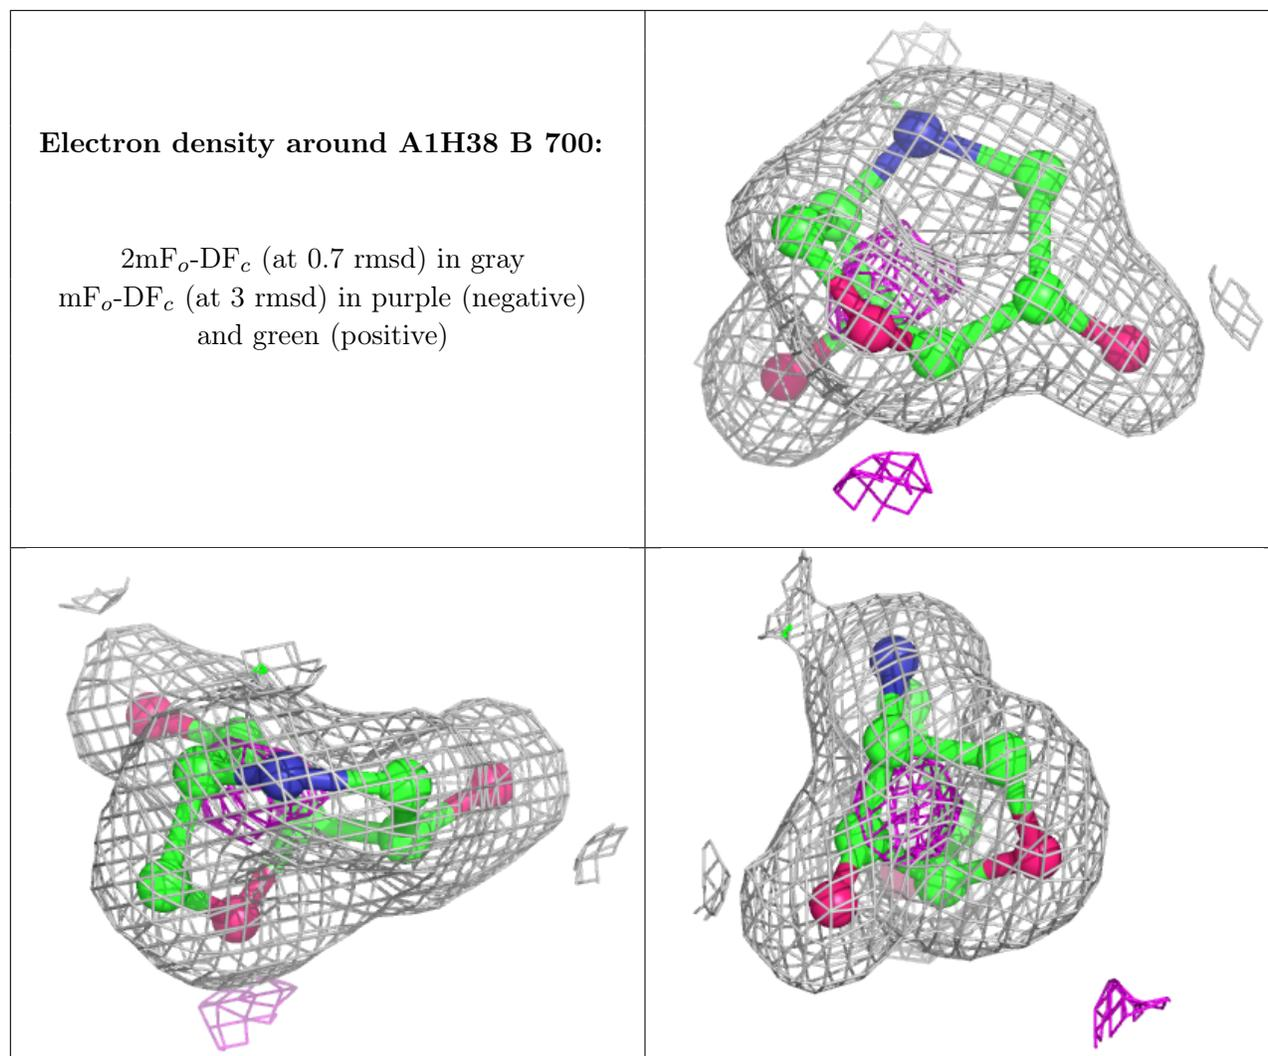 Electron density around A1H38 B 700:
2mFo-DFc (at 0.7 rmsd) in gray
mFo-DFc (at 3 rmsd) in purple (negative)
and green (positive)